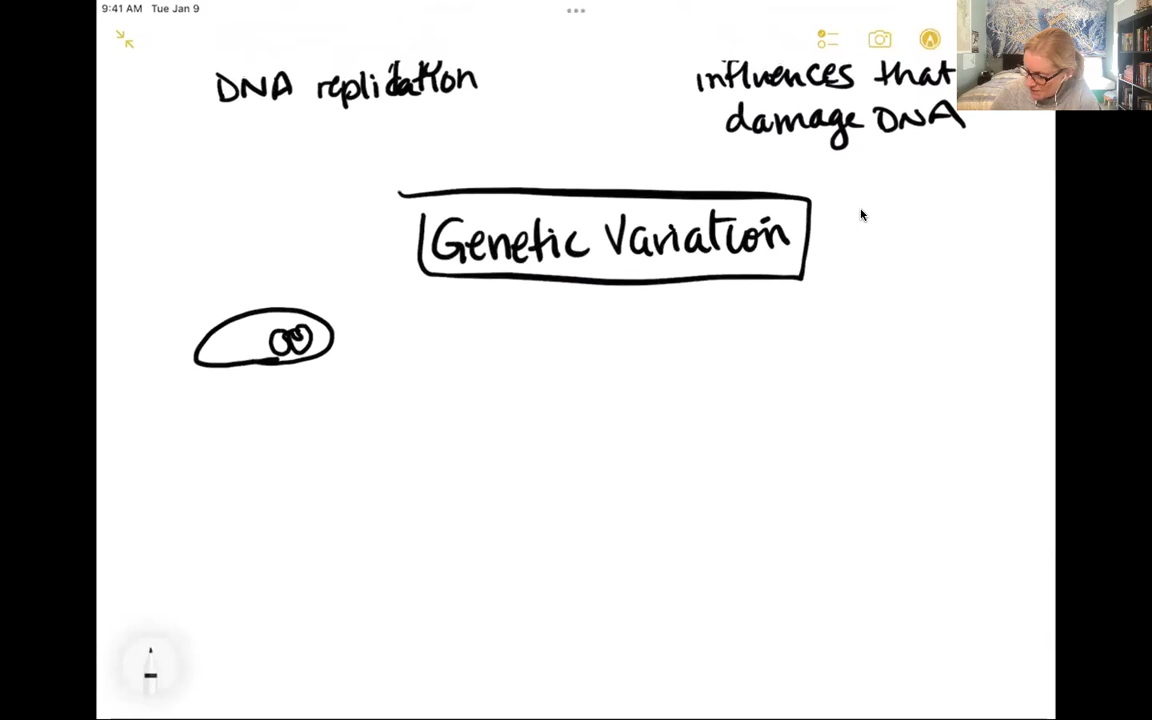 9:41 AM Tue Jan 9
DNA replication
influences that
damage DNA
Genetic Variation